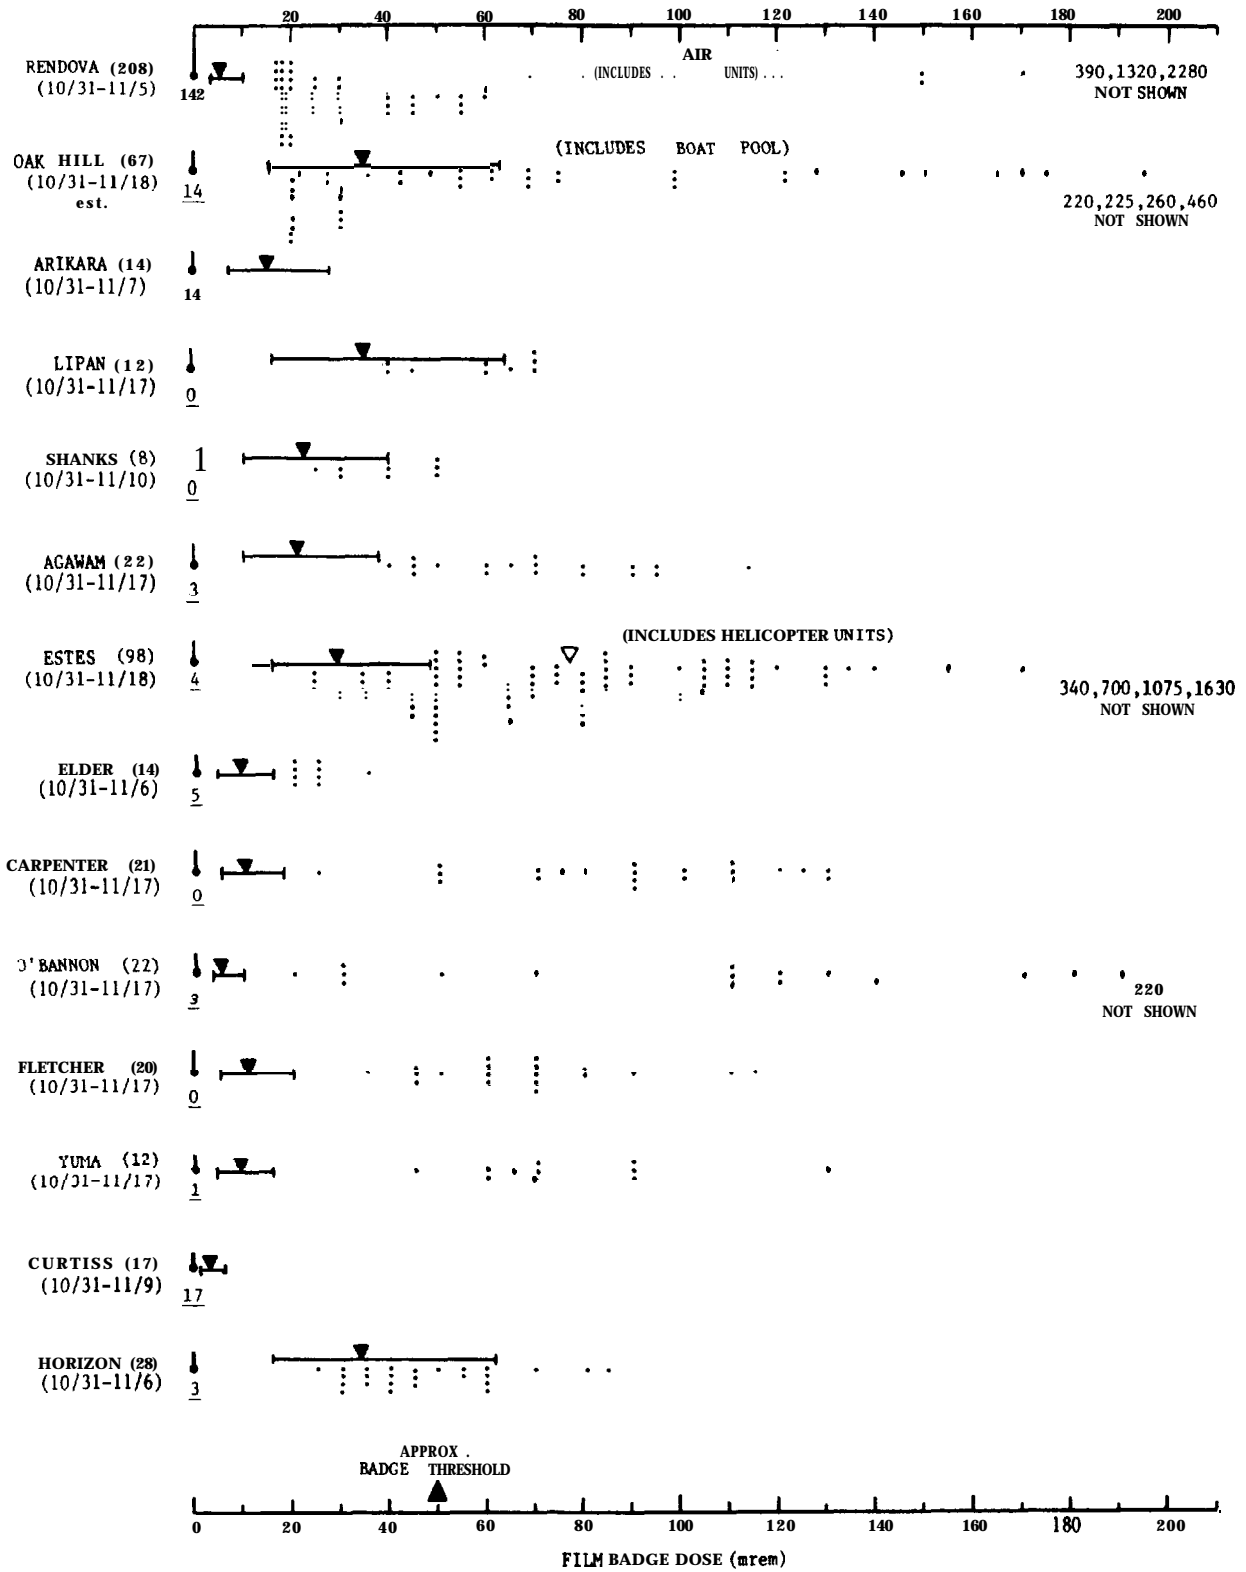 20 40 60 80 100 120 140 160 180 200
AIR
RENDOVA (208)
(10/31-11/5)
142
. (INCLUDES . . UNITS) . . .
390,1320,2280
NOT SHOWN
OAK HILL (67)
(10/31-11/18)
est.
14
(INCLUDES BOAT POOL)
220,225,260,460
NOT SHOWN
ARIKARA (14)
(10/31-11/7)
14
LIPAN (12)
(10/31-11/17)
0
SHANKS (8)
(10/31-11/10)
1
0
AGAWAM (22)
(10/31-11/17)
3
ESTES (98)
(10/31-11/18)
4
(INCLUDES HELICOPTER UNITS)
340,700,1075,1630
NOT SHOWN
ELDER (14)
(10/31-11/6)
5
CARPENTER (21)
(10/31-11/17)
0
O'BANNON (22)
(10/31-11/17)
3
220
NOT SHOWN
FLETCHER (20)
(10/31-11/17)
0
YUMA (12)
(10/31-11/17)
1
CURTISS (17)
(10/31-11/9)
17
HORIZON (28)
(10/31-11/6)
3
APPROX .
BADGE THRESHOLD
0 20 40 60 80 100 120 140 160 180 200
FILM BADGE DOSE (mrem)